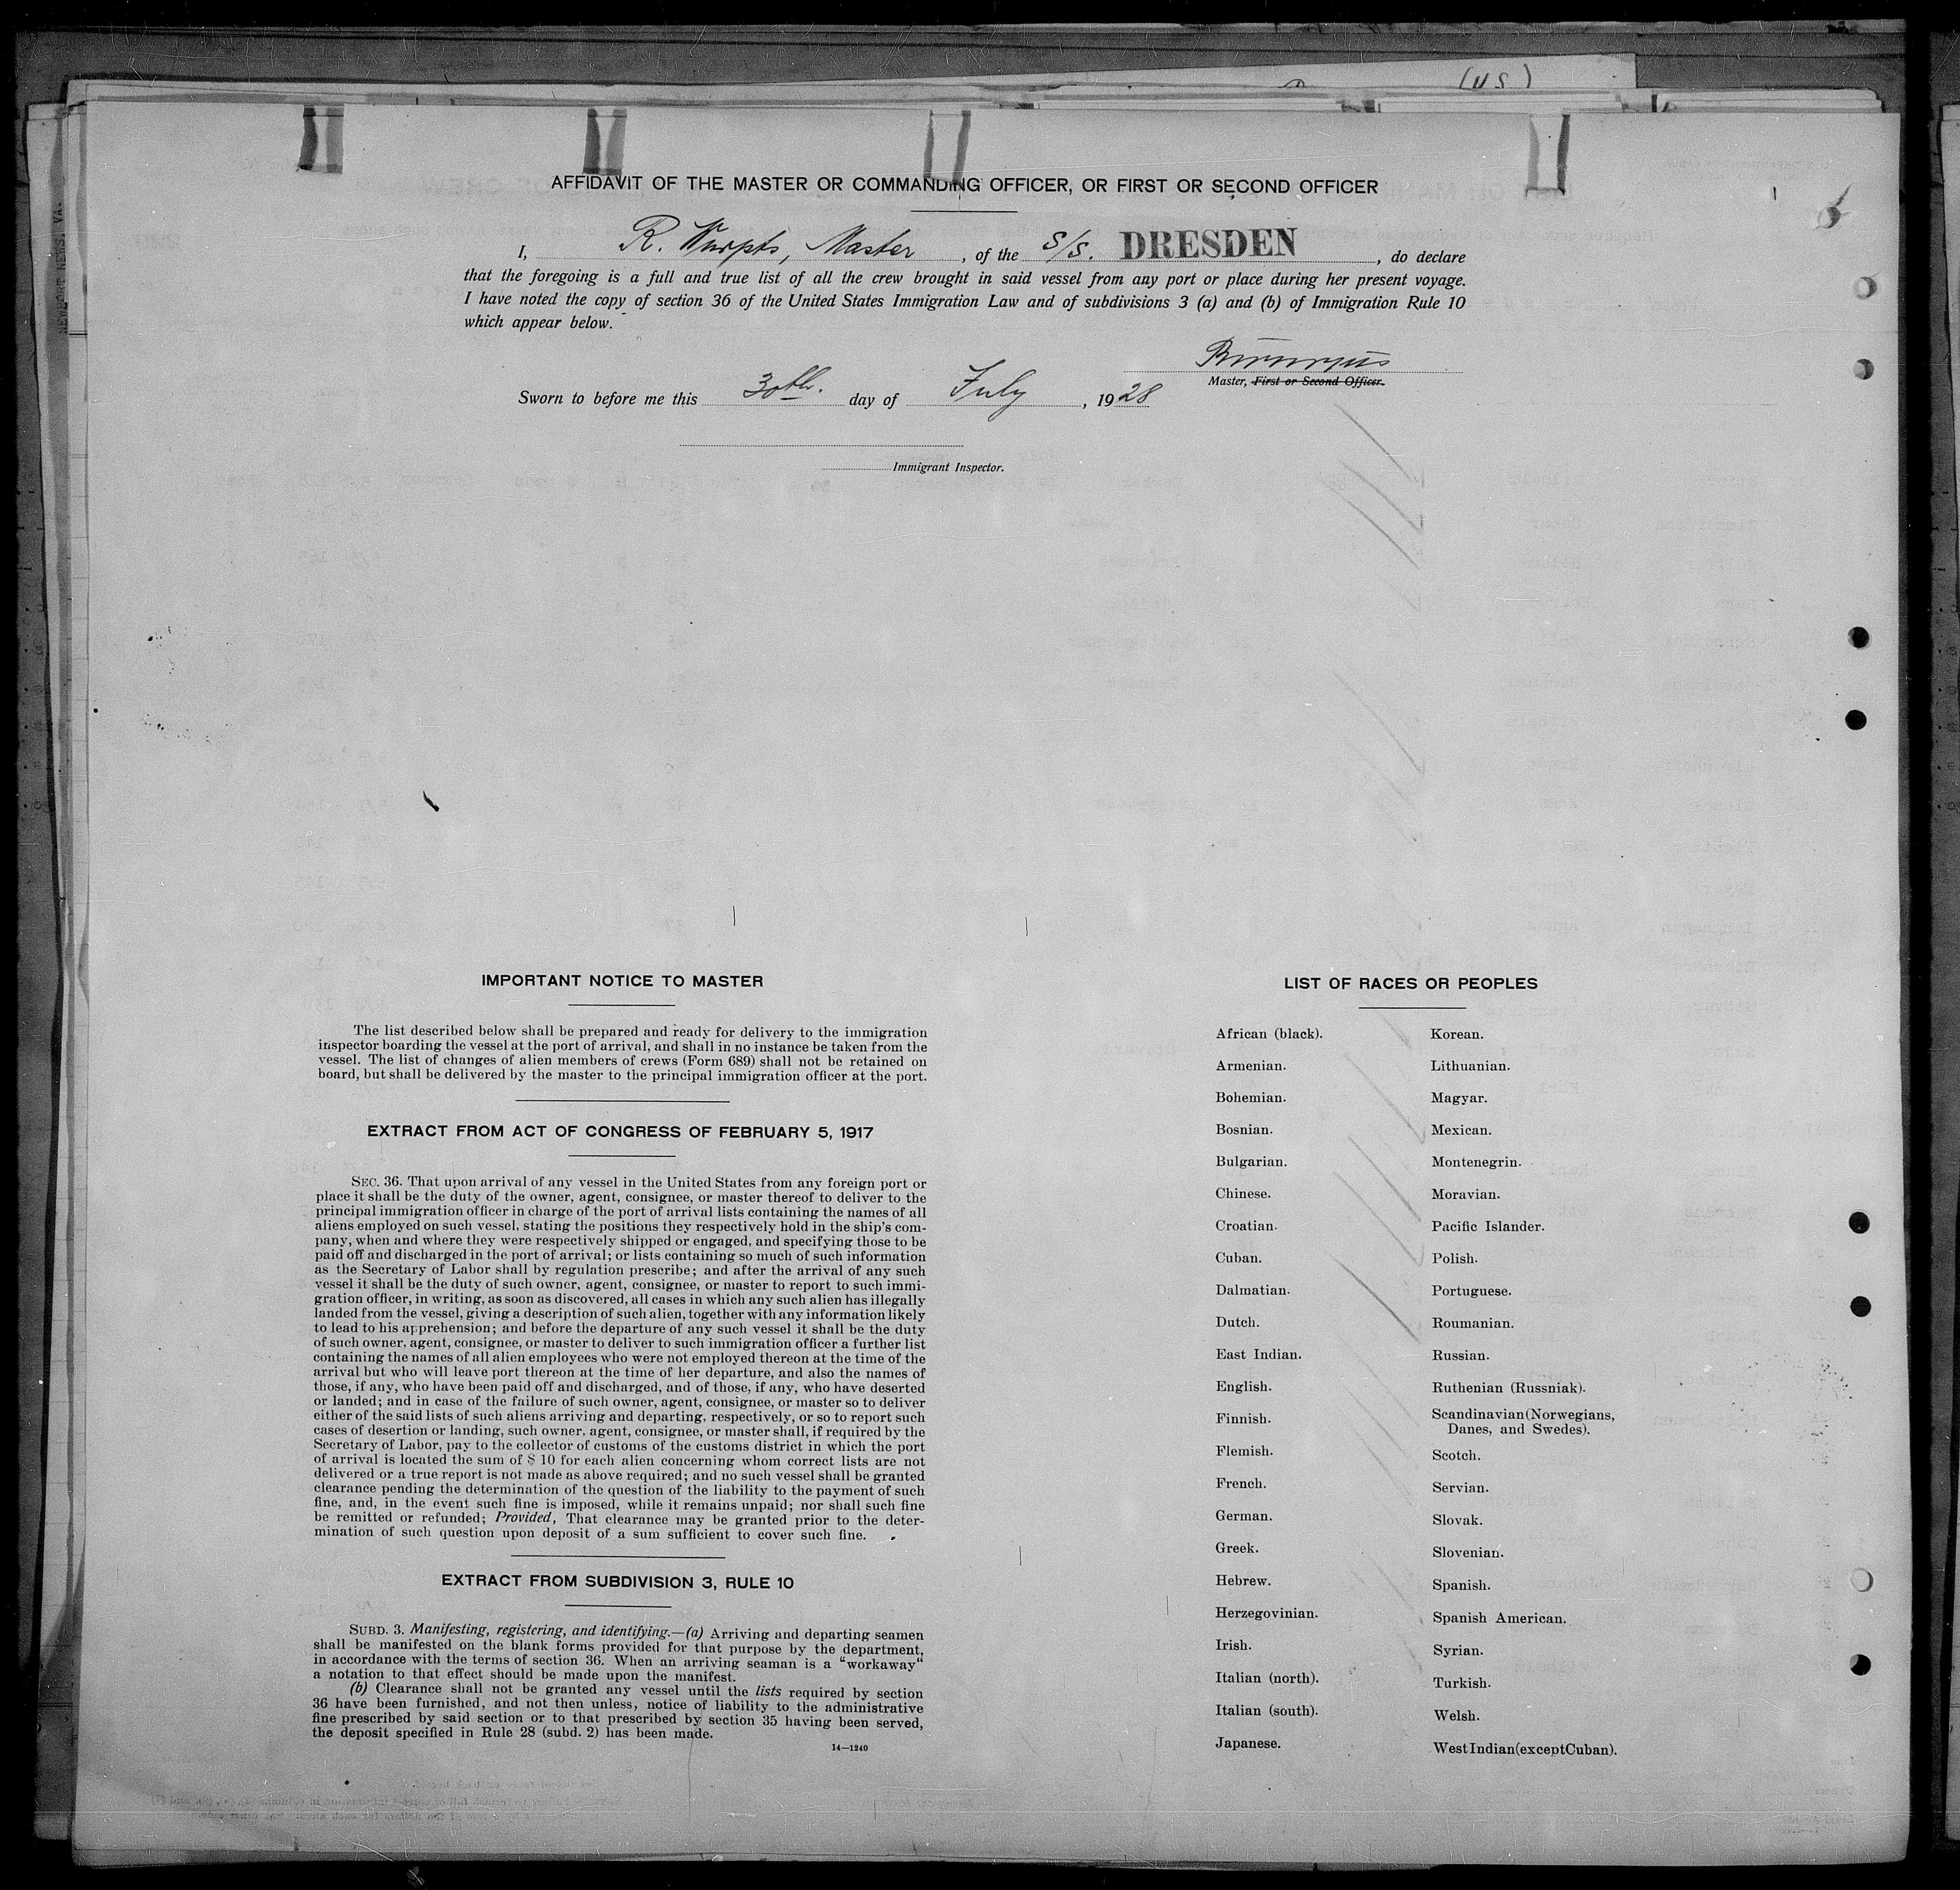 (US)
NEWPORT NEWS, VA.
AFFIDAVIT OF THE MASTER OR COMMANDING OFFICER, OR FIRST OR SECOND OFFICER
I, R. Wurpts, Master, of the S/S. DRESDEN, do declare
that the foregoing is a full and true list of all the crew brought in said vessel from any port or place during her present voyage.
I have noted the copy of section 36 of the United States Immigration Law and of subdivisions 3 (a) and (b) of Immigration Rule 10
which appear below.
Master, First or Second Officer.
Sworn to before me this 30th. day of July, 1928
Immigrant Inspector.
IMPORTANT NOTICE TO MASTER
The list described below shall be prepared and ready for delivery to the immigration
inspector boarding the vessel at the port of arrival, and shall in no instance be taken from the
vessel. The list of changes of alien members of crews (Form 689) shall not be retained on
board, but shall be delivered by the master to the principal immigration officer at the port.
EXTRACT FROM ACT OF CONGRESS OF FEBRUARY 5, 1917
SEC. 36. That upon arrival of any vessel in the United States from any foreign port or
place it shall be the duty of the owner, agent, consignee, or master thereof to deliver to the
principal immigration officer in charge of the port of arrival lists containing the names of all
aliens employed on such vessel, stating the positions they respectively hold in the ship's com-
pany, when and where they were respectively shipped or engaged, and specifying those to be
paid off and discharged in the port of arrival; or lists containing so much of such information
as the Secretary of Labor shall by regulation prescribe; and after the arrival of any such
vessel it shall be the duty of such owner, agent, consignee, or master to report to such immi-
gration officer, in writing, as soon as discovered, all cases in which any such alien has illegally
landed from the vessel, giving a description of such alien, together with any information likely
to lead to his apprehension; and before the departure of any such vessel it shall be the duty
of such owner, agent, consignee, or master to deliver to such immigration officer a further list
containing the names of all alien employees who were not employed thereon at the time of the
arrival but who will leave port thereon at the time of her departure, and also the names of
those, if any, who have been paid off and discharged, and of those, if any, who have deserted
or landed; and in case of the failure of such owner, agent, consignee, or master so to deliver
either of the said lists of such aliens arriving and departing, respectively, or so to report such
cases of desertion or landing, such owner, agent, consignee, or master shall, if required by the
Secretary of Labor, pay to the collector of customs of the customs district in which the port
of arrival is located the sum of $ 10 for each alien concerning whom correct lists are not
delivered or a true report is not made as above required; and no such vessel shall be granted
clearance pending the determination of the question of the liability to the payment of such
fine, and, in the event such fine is imposed, while it remains unpaid; nor shall such fine
be remitted or refunded; Provided, That clearance may be granted prior to the deter-
mination of such question upon deposit of a sum sufficient to cover such fine.
EXTRACT FROM SUBDIVISION 3, RULE 10
SUBD. 3. Manifesting, registering, and identifying.—(a) Arriving and departing seamen
shall be manifested on the blank forms provided for that purpose by the department,
in accordance with the terms of section 36. When an arriving seaman is a "workaway"
a notation to that effect should be made upon the manifest.
(b) Clearance shall not be granted any vessel until the lists required by section
36 have been furnished, and not then unless, notice of liability to the administrative
fine prescribed by said section or to that prescribed by section 35 having been served,
the deposit specified in Rule 28 (subd. 2) has been made.
14—1240
LIST OF RACES OR PEOPLES
African (black).
Armenian.
Bohemian.
Bosnian.
Bulgarian.
Chinese.
Croatian.
Cuban.
Dalmatian.
Dutch.
East Indian.
English.
Finnish.
Flemish.
French.
German.
Greek.
Hebrew.
Herzegovinian.
Irish.
Italian (north).
Italian (south).
Japanese.
Korean.
Lithuanian.
Magyar.
Mexican.
Montenegrin.
Moravian.
Pacific Islander.
Polish.
Portuguese.
Roumanian.
Russian.
Ruthenian (Russniak).
Scandinavian (Norwegians,
Danes, and Swedes).
Scotch.
Servian.
Slovak.
Slovenian.
Spanish.
Spanish American.
Syrian.
Turkish.
Welsh.
West Indian (except Cuban).